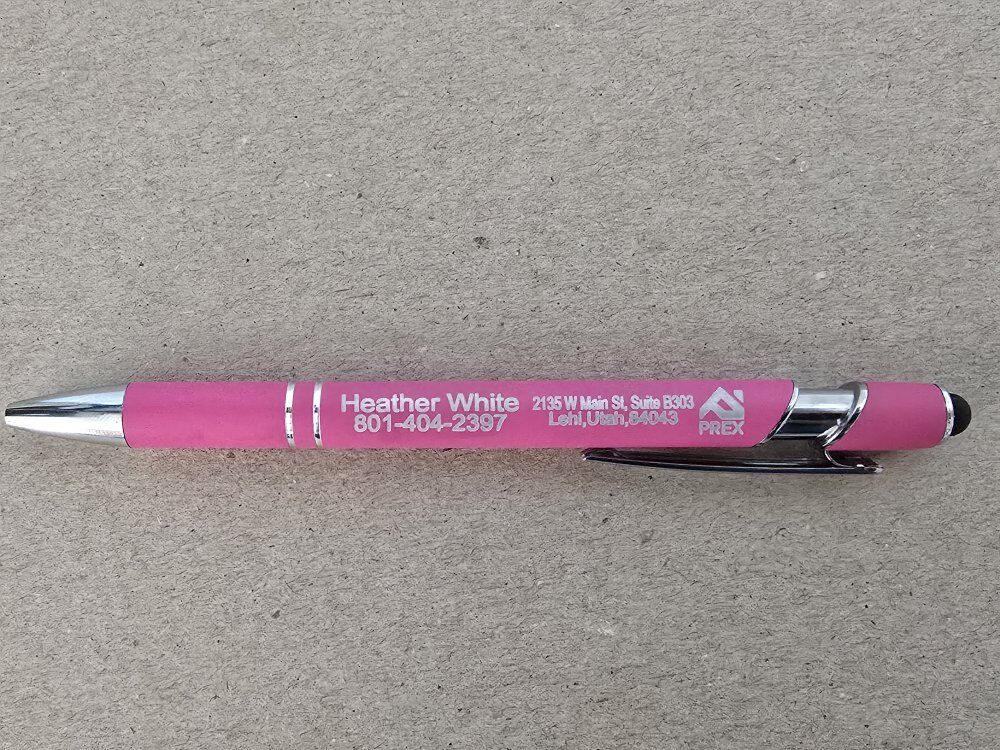 Heather White
801-404-2397
2135 W Main St, Suite B303
Lehi,Utah,84043
PREX